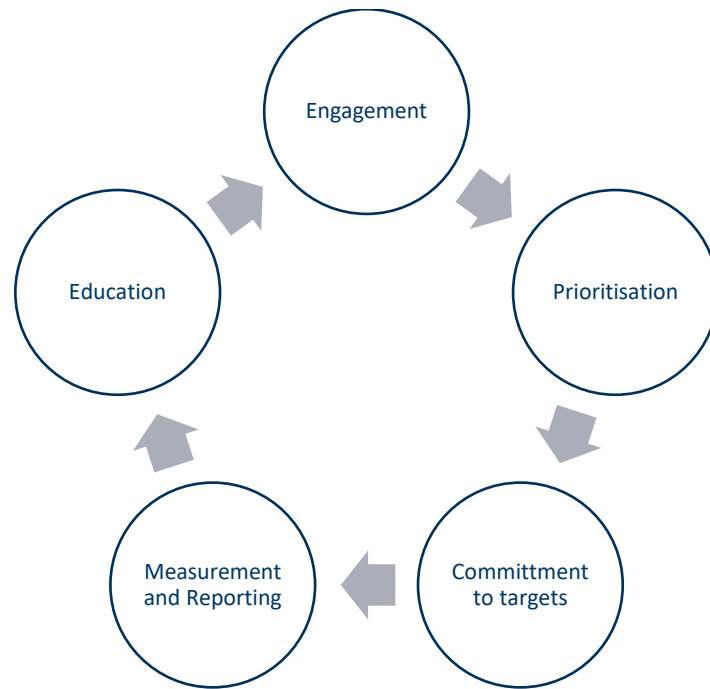 Engagement
Prioritisation
Committment
to targets
Measurement
and Reporting
Education